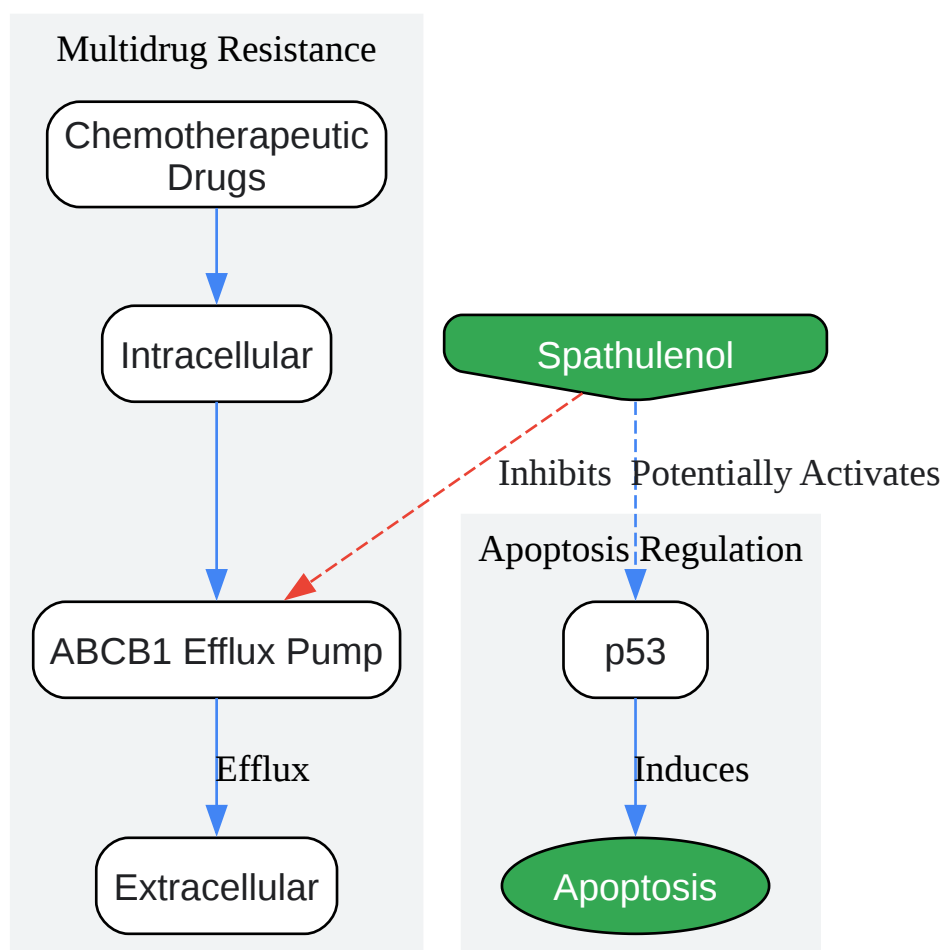 Multidrug Resistance
Chemotherapeutic
Drugs
Intracellular
Spathulenol
Inhibits
Potentially Activates
Apoptosis Regulation
ABCB1 Efflux Pump
p53
Efflux
Induces
Extracellular
Apoptosis